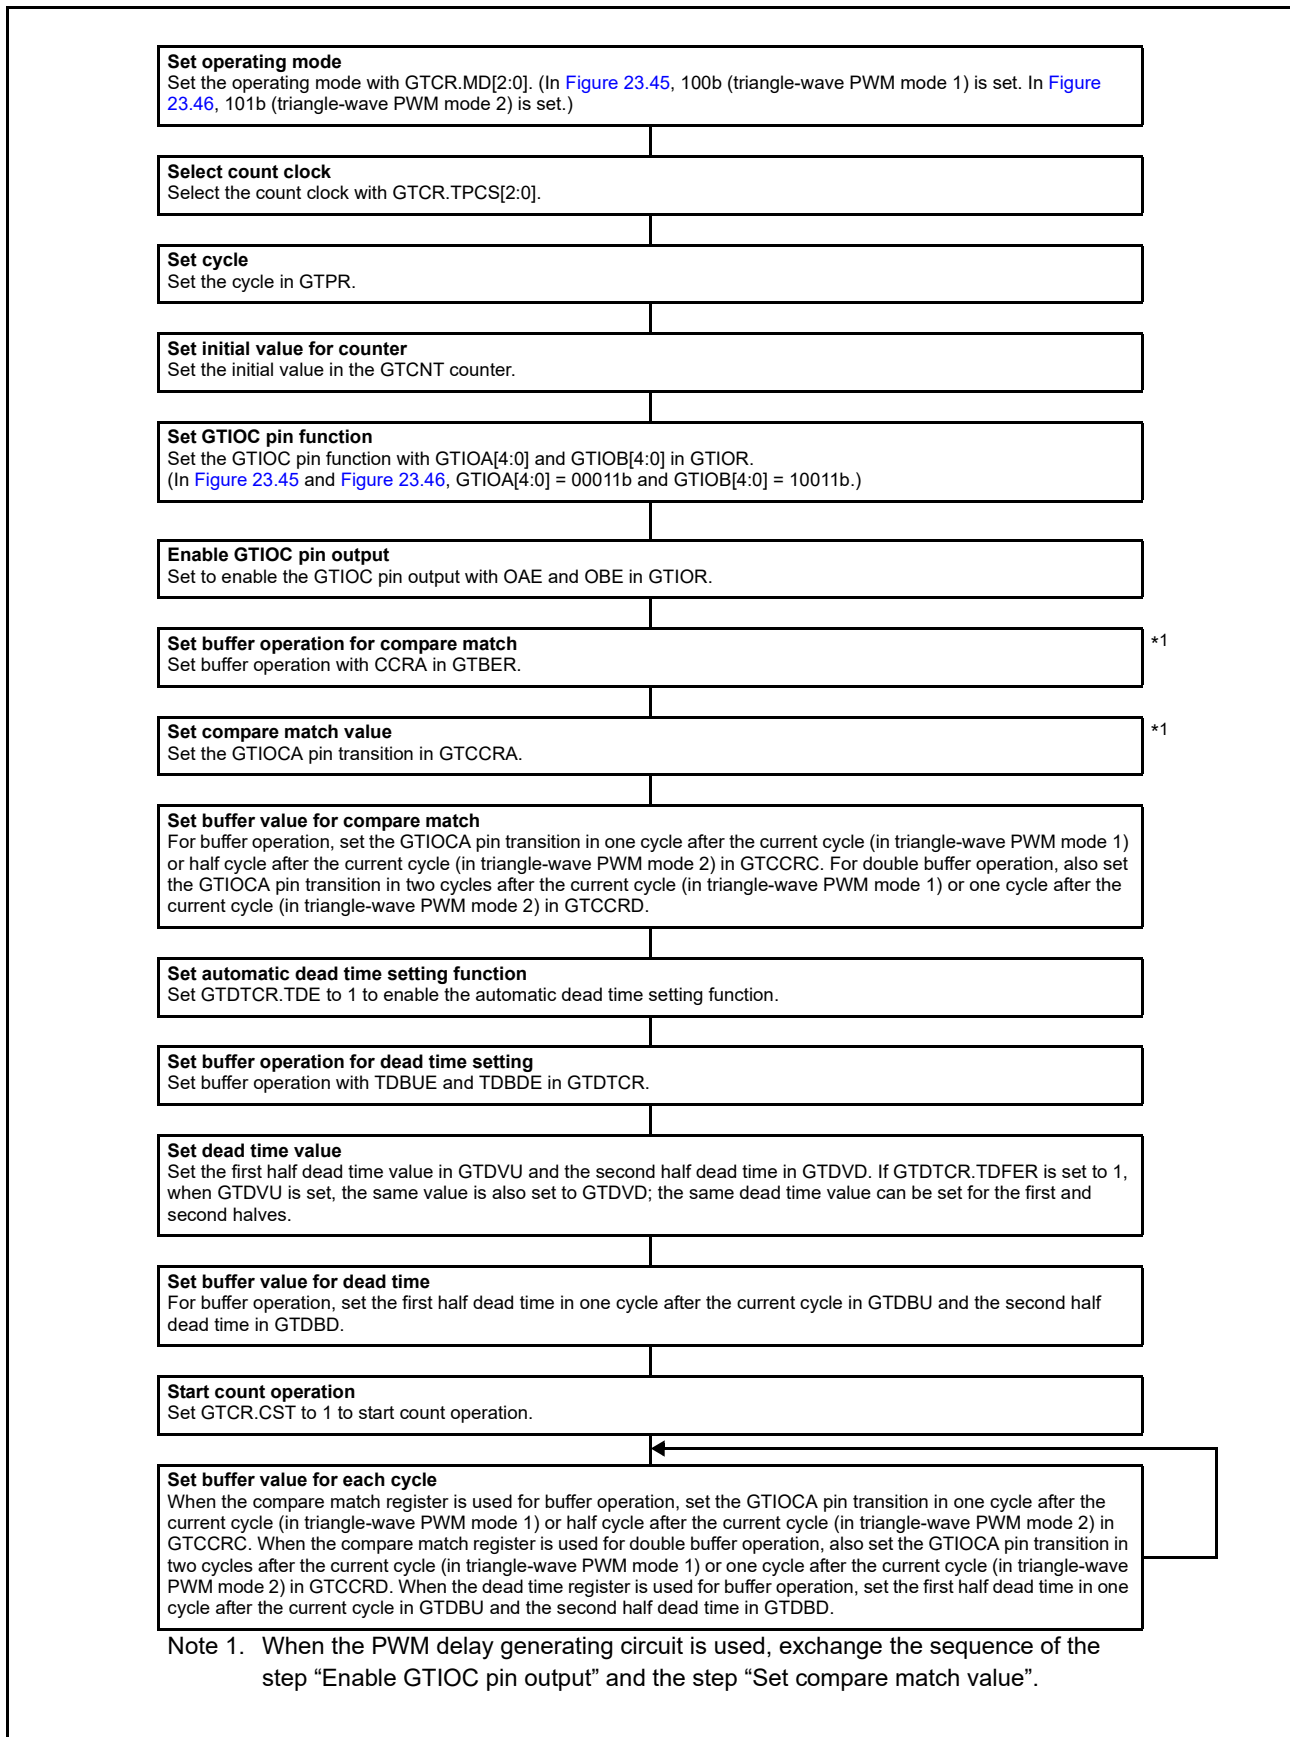 Set operating mode
Set the operating mode with GTCR.MD[2:0]. (In Figure 23.45, 100b (triangle-wave PWM mode 1) is set. In Figure
23.46, 101b (triangle-wave PWM mode 2) is set.)
Select count clock
Select the count clock with GTCR.TPCS[2:0].
Set cycle
Set the cycle in GTPR.
Set initial value for counter
Set the initial value in the GTCNT counter.
Set GTIOC pin function
Set the GTIOC pin function with GTIOA[4:0] and GTIOB[4:0] in GTIOR.
(In Figure 23.45 and Figure 23.46, GTIOA[4:0] = 00011b and GTIOB[4:0] = 10011b.)
Enable GTIOC pin output
Set to enable the GTIOC pin output with OAE and OBE in GTIOR.
Set buffer operation for compare match *1
Set buffer operation with CCRA in GTBER.
Set compare match value *1
Set the GTIOCA pin transition in GTCCRA.
Set buffer value for compare match
For buffer operation, set the GTIOCA pin transition in one cycle after the current cycle (in triangle-wave PWM mode 1)
or half cycle after the current cycle (in triangle-wave PWM mode 2) in GTCCRC. For double buffer operation, also set
the GTIOCA pin transition in two cycles after the current cycle (in triangle-wave PWM mode 1) or one cycle after the
current cycle (in triangle-wave PWM mode 2) in GTCCRD.
Set automatic dead time setting function
Set GTDTCR.TDE to 1 to enable the automatic dead time setting function.
Set buffer operation for dead time setting
Set buffer operation with TDBUE and TDBDE in GTDTCR.
Set dead time value
Set the first half dead time value in GTDVU and the second half dead time in GTDVD. If GTDTCR.TDFER is set to 1,
when GTDVU is set, the same value is also set to GTDVD; the same dead time value can be set for the first and
second halves.
Set buffer value for dead time
For buffer operation, set the first half dead time in one cycle after the current cycle in GTDBU and the second half
dead time in GTDBD.
Start count operation
Set GTCR.CST to 1 to start count operation.
Set buffer value for each cycle
When the compare match register is used for buffer operation, set the GTIOCA pin transition in one cycle after the
current cycle (in triangle-wave PWM mode 1) or half cycle after the current cycle (in triangle-wave PWM mode 2) in
GTCCRC. When the compare match register is used for double buffer operation, also set the GTIOCA pin transition in
two cycles after the current cycle (in triangle-wave PWM mode 1) or one cycle after the current cycle (in triangle-wave
PWM mode 2) in GTCCRD. When the dead time register is used for buffer operation, set the first half dead time in one
cycle after the current cycle in GTDBU and the second half dead time in GTDBD.
Note 1. When the PWM delay generating circuit is used, exchange the sequence of the
step “Enable GTIOC pin output” and the step “Set compare match value”.